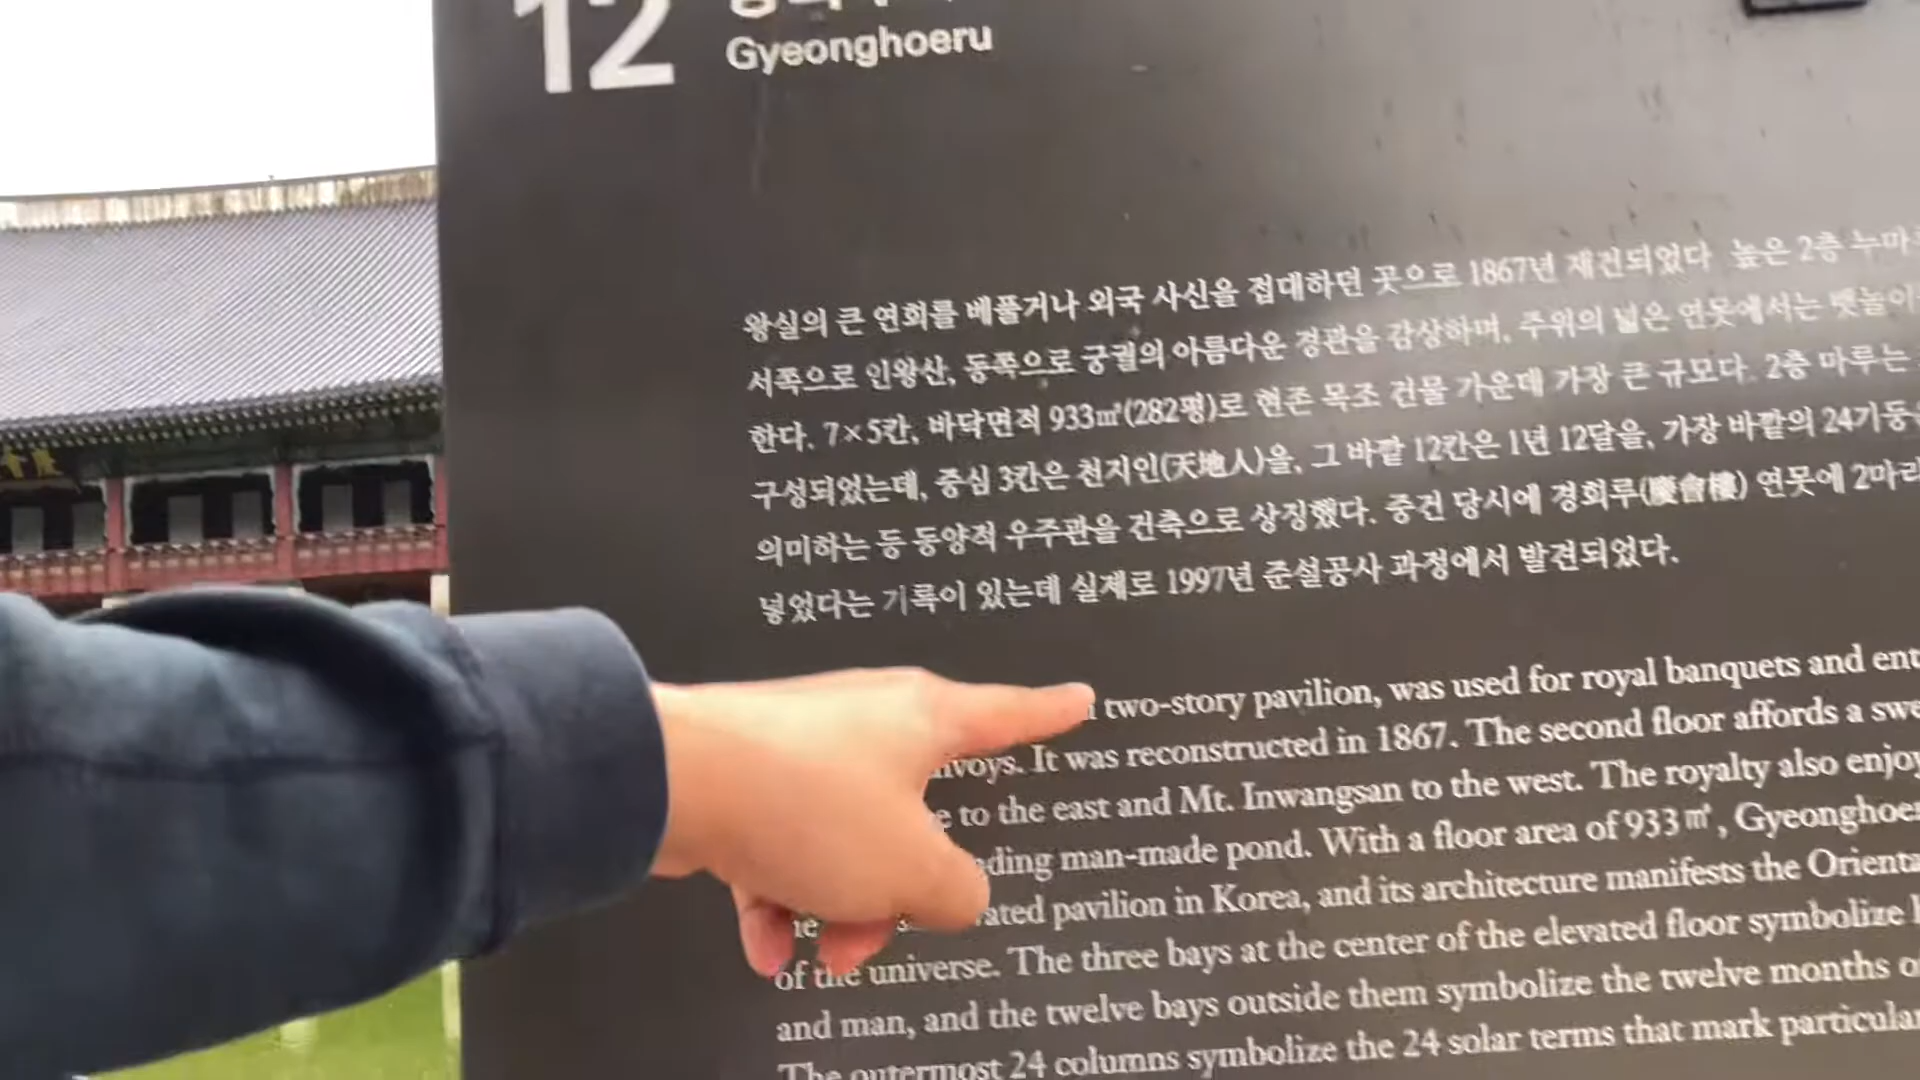 12
Gyeonghoeru
왕실의 큰 연회를 베풀거나 외국 사신을 접대하던 곳으로 1867년 재건되었다. 높은 2층
서쪽으로 인왕산, 동쪽으로 궁궐의 아름다운 경관을 감상하며, 주위의 넓은 연못에서는
한다. 7×5칸, 바닥면적 933㎡(282평)로 현존 목조 건물 가운데 가장 큰 규모다. 2층 마루는
구성되었는데, 중심 3칸은 천지인(天地人)을, 그 바깥 12칸은 1년 12달을, 가장 바깥의 24기둥
의미하는 등 동양적 우주관을 건축으로 상징했다. 중건 당시에 경회루(慶會樓) 연못에 2마리
넣었다는 기록이 있는데 실제로 1997년 준설공사 과정에서 발견되었다.
two-story pavilion, was used for royal banquets and ent
nvoys. It was reconstructed in 1867. The second floor affords a swe
e to the east and Mt. Inwangsan to the west. The royalty also enjoy
ding man-made pond. With a floor area of 933㎡, Gyeonghoer
ated pavilion in Korea, and its architecture manifests the Orienta
of the universe. The three bays at the center of the elevated floor symbolize
and man, and the twelve bays outside them symbolize the twelve months o
The outermost 24 columns symbolize the 24 solar terms that mark particular